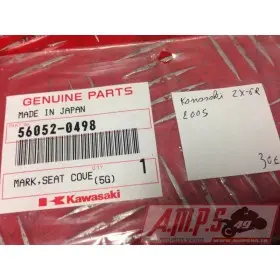 GENUINE PARTS
MADE IN JAPAN
56052-0498
MARK,SEAT COVE(5G)
1
Kawasaki
Kawasaki ZX-6R
2005
30€
A.M.P.S